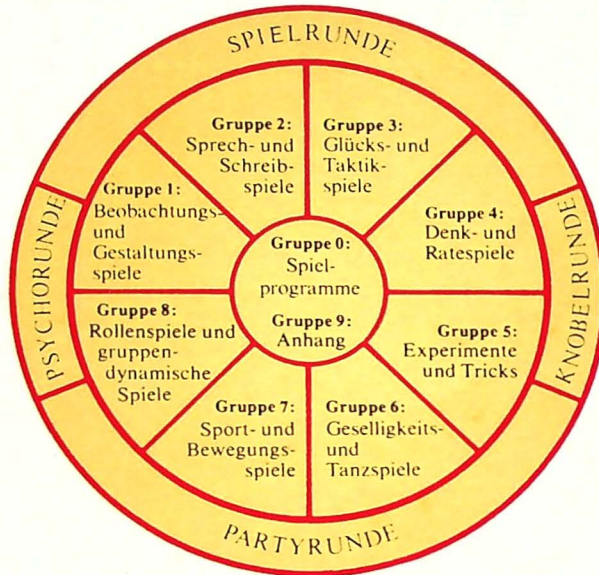 SPIELRUNDE
Gruppe 2:
Sprech- und
Schreib-
spiele
Gruppe 3:
Glücks- und
Taktik-
spiele
Gruppe 1:
Beobachtungs-
und
Gestaltungs-
spiele
Gruppe 4:
Denk- und
Ratespiele
PSYCHORUNDE
Gruppe 0:
Spiel-
programme
Gruppe 9:
Anhang
KNOBELRUNDE
Gruppe 8:
Rollenspiele und
gruppen-
dynamische
Spiele
Gruppe 5:
Experimente
und Tricks
Gruppe 7:
Sport- und
Bewegungs-
spiele
Gruppe 6:
Geselligkeits-
und
Tanzspiele
PARTYRUNDE